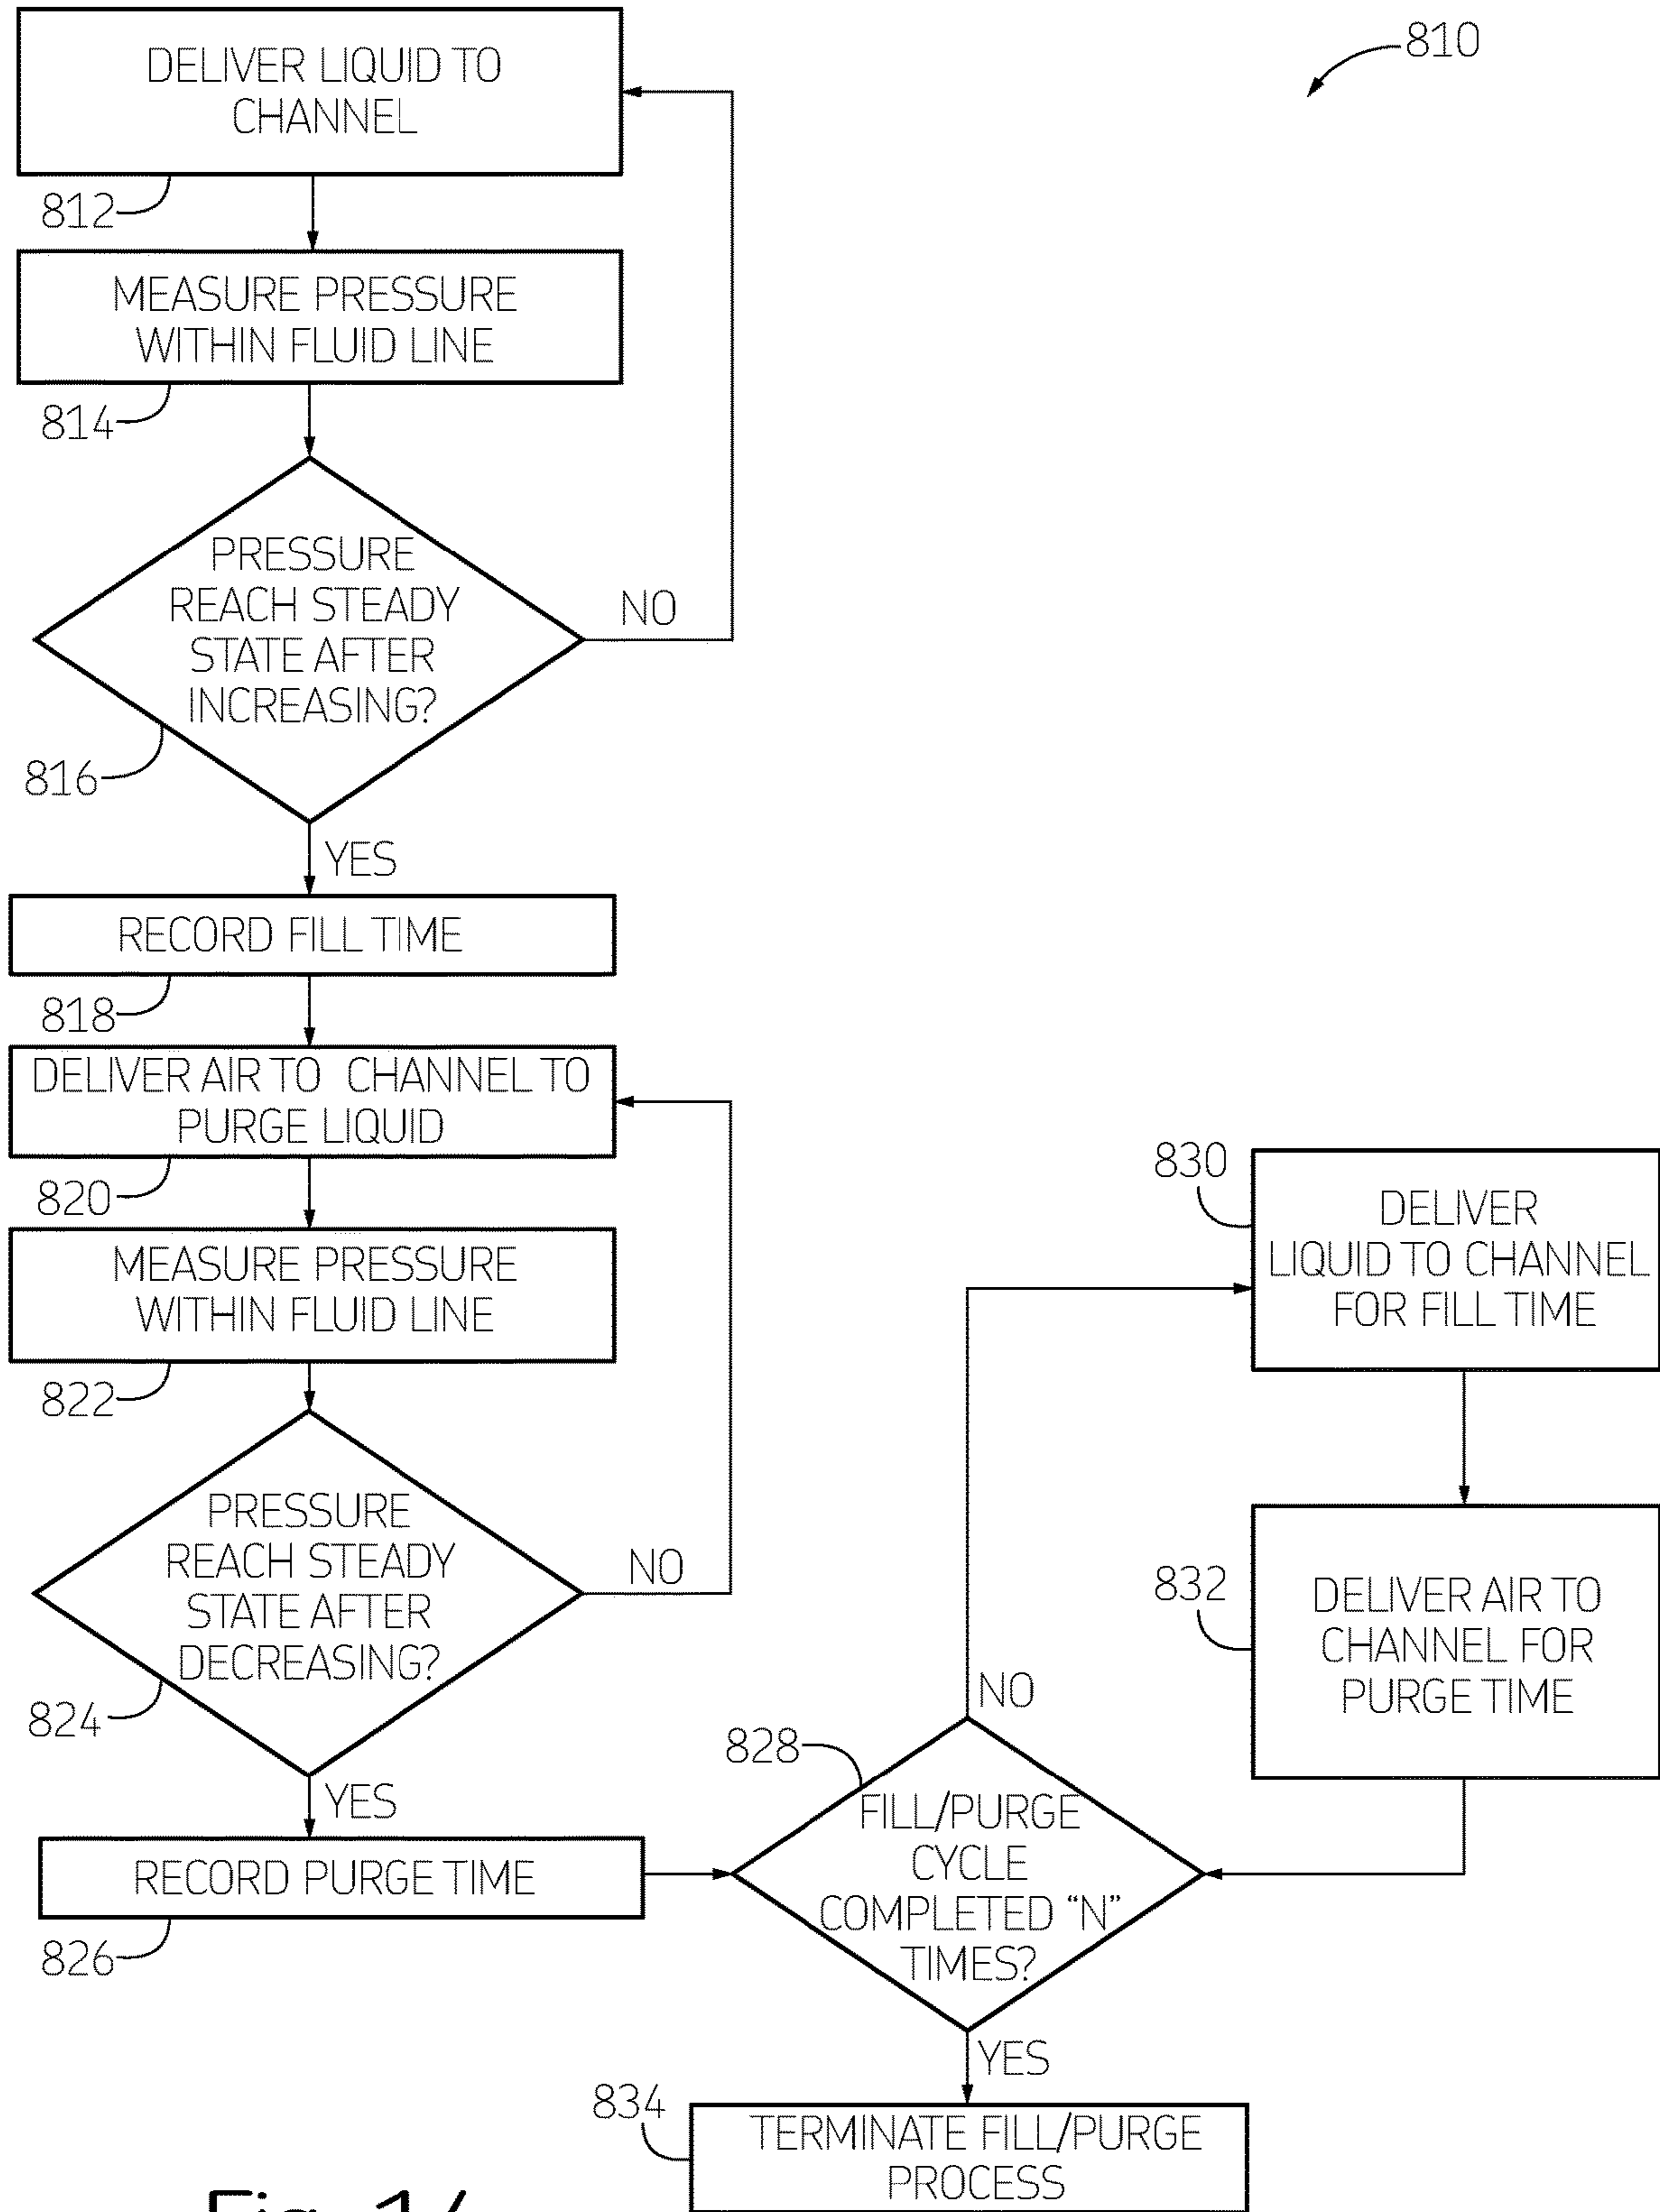 810
DELIVER LIQUID TO
CHANNEL
812
MEASURE PRESSURE
WITHIN FLUID LINE
814
PRESSURE
REACH STEADY
STATE AFTER
INCREASING?
NO
816
YES
RECORD FILL TIME
818
DELIVER AIR TO CHANNEL TO
PURGE LIQUID
820
MEASURE PRESSURE
WITHIN FLUID LINE
822
PRESSURE
REACH STEADY
STATE AFTER
DECREASING?
NO
824
YES
RECORD PURGE TIME
826
828
FILL/PURGE
CYCLE
COMPLETED “N”
TIMES?
NO
830
DELIVER
LIQUID TO CHANNEL
FOR FILL TIME
832
DELIVER AIR TO
CHANNEL FOR
PURGE TIME
YES
834
TERMINATE FILL/PURGE
PROCESS